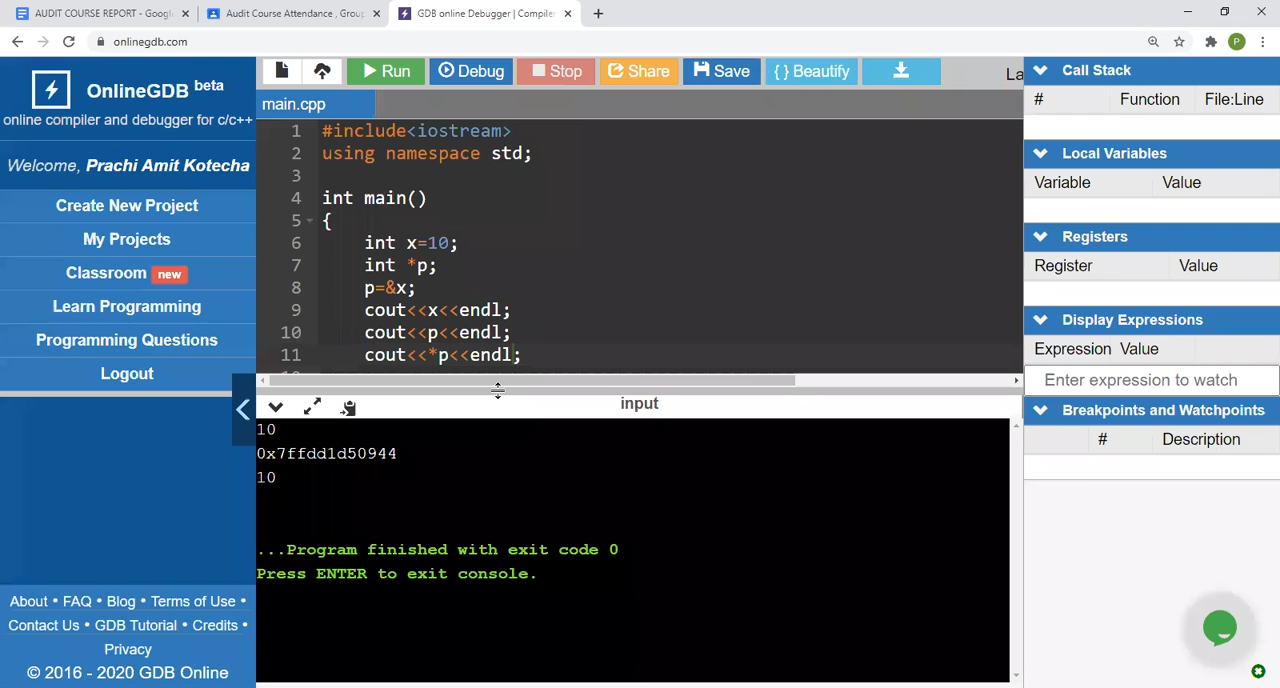 AUDIT COURSE REPORT - Googl
Audit Course Attendance , Grou
GDB online Debugger | Compiler
onlinegdb.com
P
OnlineGDB beta
online compiler and debugger for c/c++
Welcome, Prachi Amit Kotecha
Create New Project
My Projects
Classroom new
Learn Programming
Programming Questions
Logout
About • FAQ • Blog • Terms of Use •
Contact Us • GDB Tutorial • Credits •
Privacy
© 2016 - 2020 GDB Online
Run Debug Stop Share Save { } Beautify La
main.cpp
1 #include<iostream>
2 using namespace std;
3
4 int main()
5 {
6 int x=10;
7 int *p;
8 p=&x;
9 cout<<x<<endl;
10 cout<<p<<endl;
11 cout<<*p<<endl;
input
10
0x7ffdd1d50944
10
...Program finished with exit code 0
Press ENTER to exit console.
Call Stack
# Function File:Line
Local Variables
Variable Value
Registers
Register Value
Display Expressions
Expression Value
Enter expression to watch
Breakpoints and Watchpoints
# Description